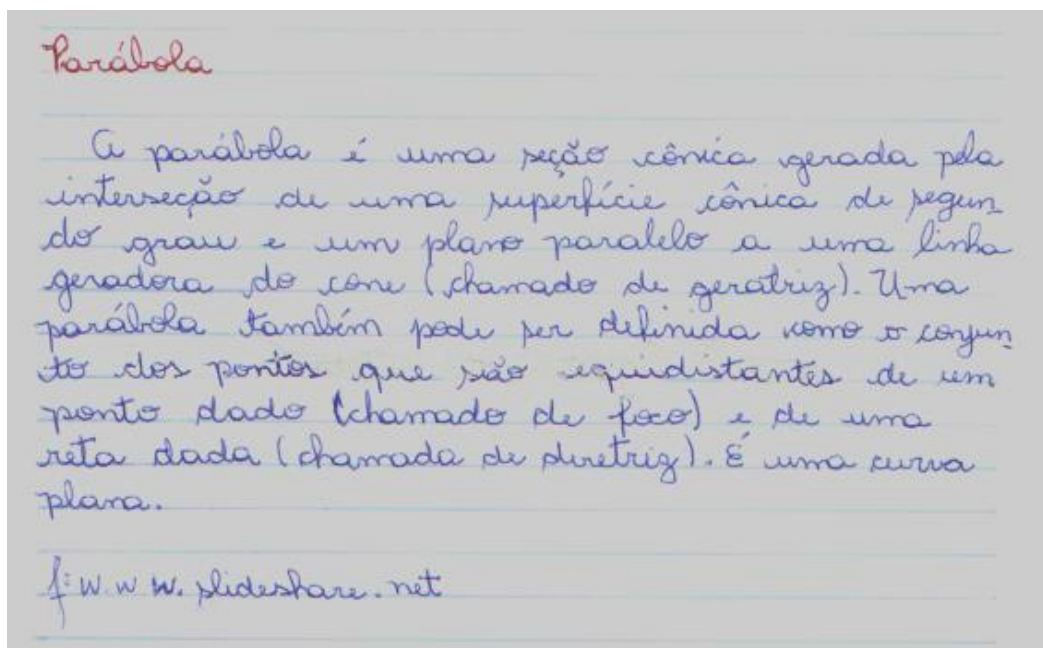 Parábola
A parábola é uma seção cônica gerada pela
interseção de uma superfície cônica de segun
do grau e um plano paralelo a uma linha
geradora do cone (chamado de geratriz). Uma
parábola também pode ser definida como o conjun
to dos pontos que são equidistantes de um
ponto dado (chamado de foco) e de uma
reta dada (chamada de diretriz). É uma curva
plana.
f: w.w w. slideshare.net